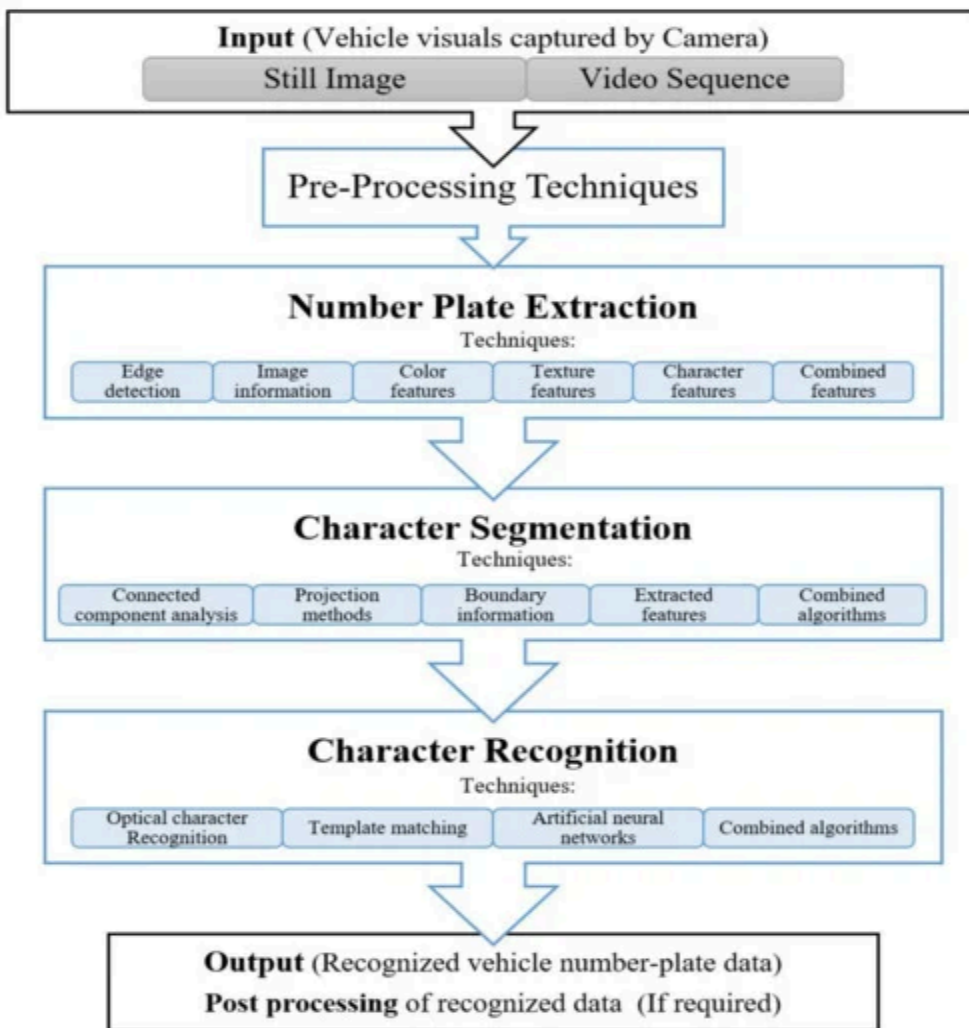 Input (Vehicle visuals captured by Camera)
Still Image
Video Sequence
Pre-Processing Techniques
Number Plate Extraction
Techniques:
Edge
detection
Image
information
Color
features
Texture
features
Character
features
Combined
features
Character Segmentation
Techniques:
Connected
component analysis
Projection
methods
Boundary
information
Extracted
features
Combined
algorithms
Character Recognition
Techniques:
Optical character
Recognition
Template matching
Artificial neural
networks
Combined algorithms
Output (Recognized vehicle number-plate data)
Post processing of recognized data (If required)